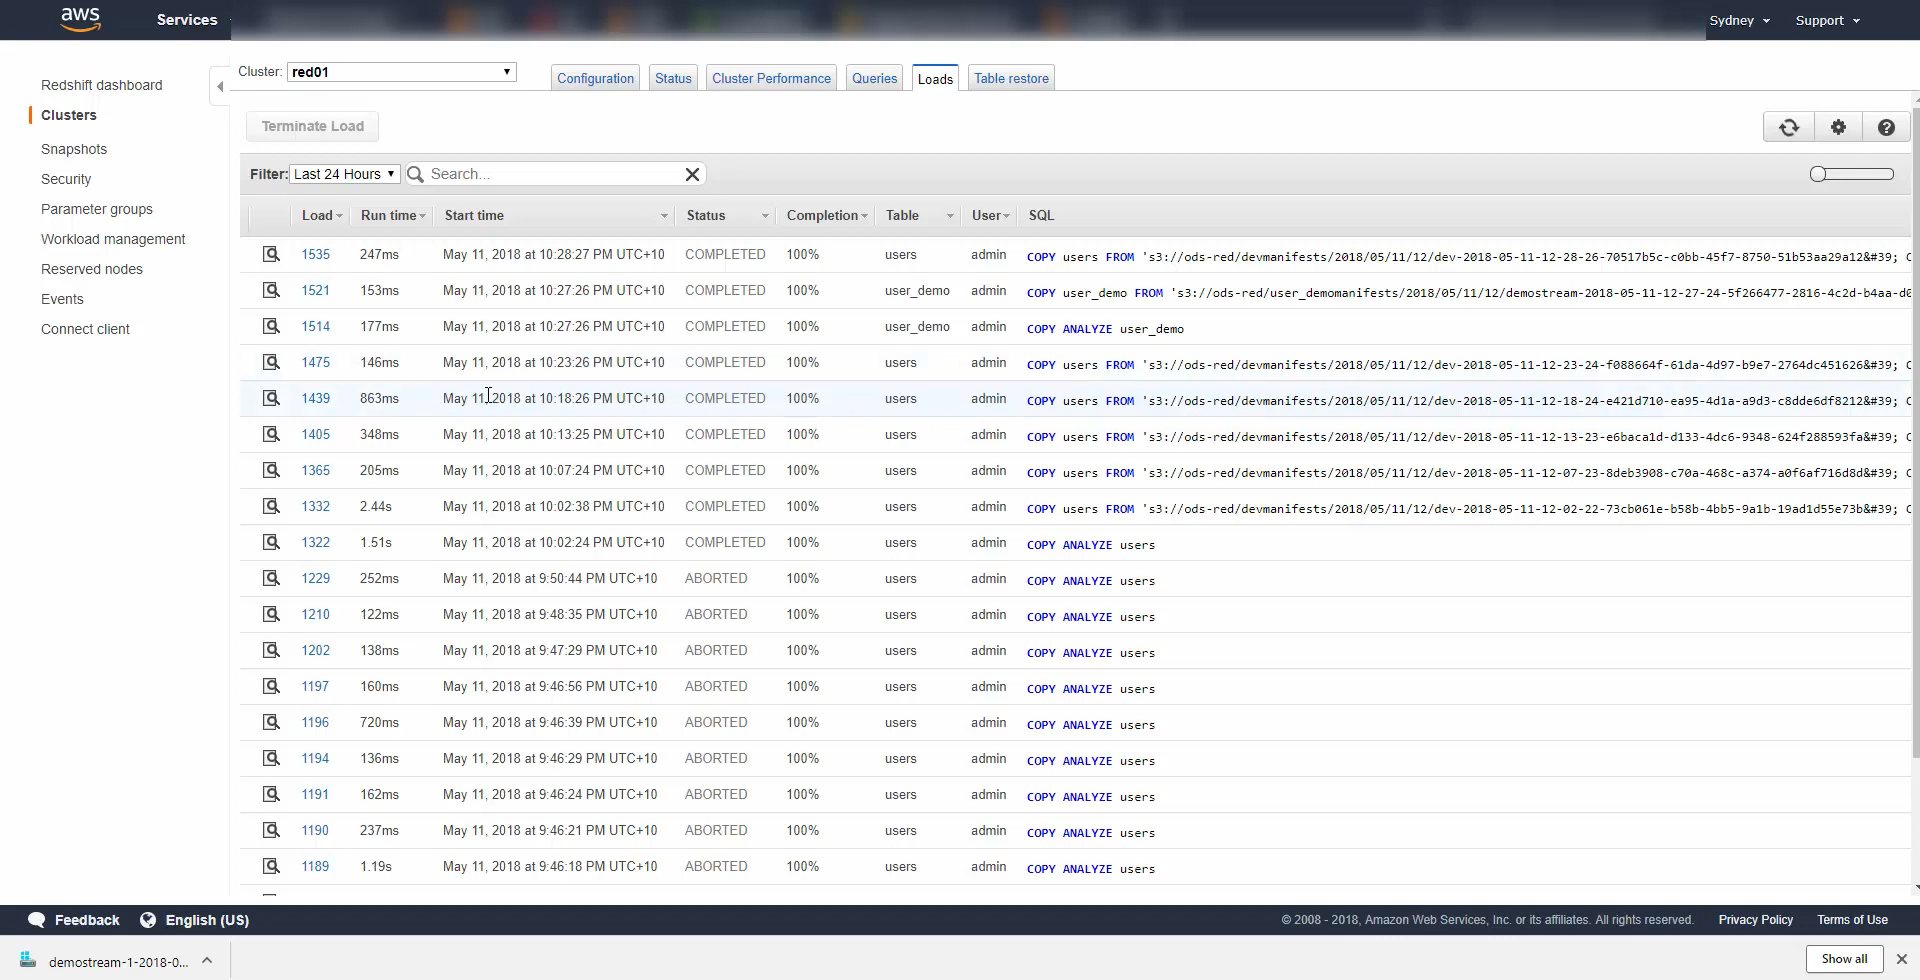 aws Services Sydney Support
Cluster: red01 Configuration Status Cluster Performance Queries Loads Table restore
Redshift dashboard
Clusters
Snapshots
Security
Parameter groups
Workload management
Reserved nodes
Events
Connect client
Terminate Load
Filter: Last 24 Hours Search...
Load Run time Start time Status Completion Table User SQL
1535 247ms May 11, 2018 at 10:28:27 PM UTC+10 COMPLETED 100% users admin COPY users FROM 's3://ods-red/devmanifests/2018/05/11/12/dev-2018-05-11-12-28-26-70517b5c-c0bb-45f7-8750-51b53aa29a12&#39; C
1521 153ms May 11, 2018 at 10:27:26 PM UTC+10 COMPLETED 100% user_demo admin COPY user_demo FROM 's3://ods-red/user_demomanifests/2018/05/11/12/demostream-2018-05-11-12-27-24-5f266477-2816-4c2d-b4aa-d0
1514 177ms May 11, 2018 at 10:27:26 PM UTC+10 COMPLETED 100% user_demo admin COPY ANALYZE user_demo
1475 146ms May 11, 2018 at 10:23:26 PM UTC+10 COMPLETED 100% users admin COPY users FROM 's3://ods-red/devmanifests/2018/05/11/12/dev-2018-05-11-12-23-24-f088664f-61da-4d97-b9e7-2764dc451626&#39; C
1439 863ms May 11, 2018 at 10:18:26 PM UTC+10 COMPLETED 100% users admin COPY users FROM 's3://ods-red/devmanifests/2018/05/11/12/dev-2018-05-11-12-18-24-e421d710-ea95-4d1a-a9d3-c8dde6df8212&#39; C
1405 348ms May 11, 2018 at 10:13:25 PM UTC+10 COMPLETED 100% users admin COPY users FROM 's3://ods-red/devmanifests/2018/05/11/12/dev-2018-05-11-12-13-23-e6baca1d-d133-4dc6-9348-624f288593fa&#39; C
1365 205ms May 11, 2018 at 10:07:24 PM UTC+10 COMPLETED 100% users admin COPY users FROM 's3://ods-red/devmanifests/2018/05/11/12/dev-2018-05-11-12-07-23-8deb3908-c70a-468c-a374-a0f6af716d8d&#39; C
1332 2.44s May 11, 2018 at 10:02:38 PM UTC+10 COMPLETED 100% users admin COPY users FROM 's3://ods-red/devmanifests/2018/05/11/12/dev-2018-05-11-12-02-22-73cb061e-b58b-4bb5-9a1b-19ad1d55e73b&#39; C
1322 1.51s May 11, 2018 at 10:02:24 PM UTC+10 COMPLETED 100% users admin COPY ANALYZE users
1229 252ms May 11, 2018 at 9:50:44 PM UTC+10 ABORTED 100% users admin COPY ANALYZE users
1210 122ms May 11, 2018 at 9:48:35 PM UTC+10 ABORTED 100% users admin COPY ANALYZE users
1202 138ms May 11, 2018 at 9:47:29 PM UTC+10 ABORTED 100% users admin COPY ANALYZE users
1197 160ms May 11, 2018 at 9:46:56 PM UTC+10 ABORTED 100% users admin COPY ANALYZE users
1196 720ms May 11, 2018 at 9:46:39 PM UTC+10 ABORTED 100% users admin COPY ANALYZE users
1194 136ms May 11, 2018 at 9:46:29 PM UTC+10 ABORTED 100% users admin COPY ANALYZE users
1191 162ms May 11, 2018 at 9:46:24 PM UTC+10 ABORTED 100% users admin COPY ANALYZE users
1190 237ms May 11, 2018 at 9:46:21 PM UTC+10 ABORTED 100% users admin COPY ANALYZE users
1189 1.19s May 11, 2018 at 9:46:18 PM UTC+10 ABORTED 100% users admin COPY ANALYZE users
Feedback English (US) © 2008 - 2018, Amazon Web Services, Inc. or its affiliates. All rights reserved. Privacy Policy Terms of Use
demostream-1-2018-0... Show all